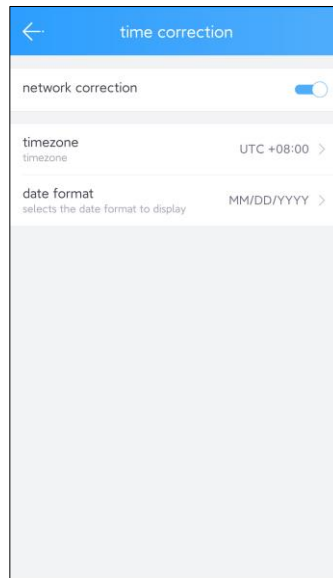 time correction
network correction
timezone
timezone
UTC +08:00
date format
selects the date format to display
MM/DD/YYYY